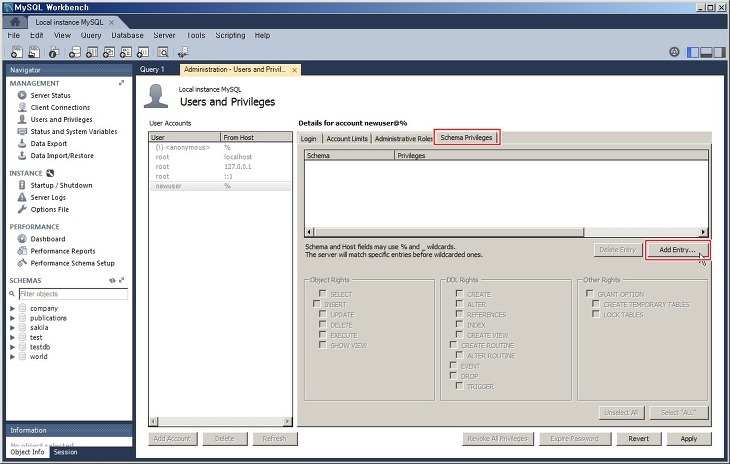 MySQL Workbench
Local instance MySQL ×
File Edit View Query Database Server Tools Scripting Help
Navigator
MANAGEMENT
Server Status
Client Connections
Users and Privileges
Status and System Variables
Data Export
Data Import/Restore
INSTANCE
Startup / Shutdown
Server Logs
Options File
PERFORMANCE
Dashboard
Performance Reports
Performance Schema Setup
SCHEMAS
Filter objects
company
publications
sakila
test
testdb
world
Information
No object selected
Object Info Session
Query 1 Administration - Users and Privil... ×
Local instance MySQL
Users and Privileges
User Accounts
User From Host
(!) <anonymous> %
root localhost
root 127.0.0.1
root ::1
newuser %
Add Account Delete Refresh
Details for account newuser@%
Login Account Limits Administrative Roles Schema Privileges
Schema Privileges
Schema and Host fields may use % and _ wildcards.
The server will match specific entries before wildcarded ones.
Delete Entry Add Entry...
Object Rights
SELECT
INSERT
UPDATE
DELETE
EXECUTE
SHOW VIEW
DDL Rights
CREATE
ALTER
REFERENCES
INDEX
CREATE VIEW
CREATE ROUTINE
ALTER ROUTINE
EVENT
DROP
TRIGGER
Other Rights
GRANT OPTION
CREATE TEMPORARY TABLES
LOCK TABLES
Unselect All Select "ALL"
Revoke All Privileges Expire Password Revert Apply